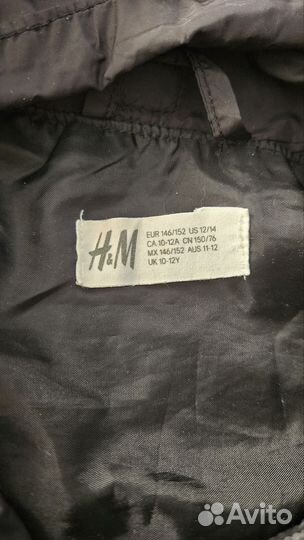 H&M
EUR 146/152 US 12/14
CA 10-12A CN 150/76
MX 146/152 AUS 11-12
UK 10-12Y
Avito